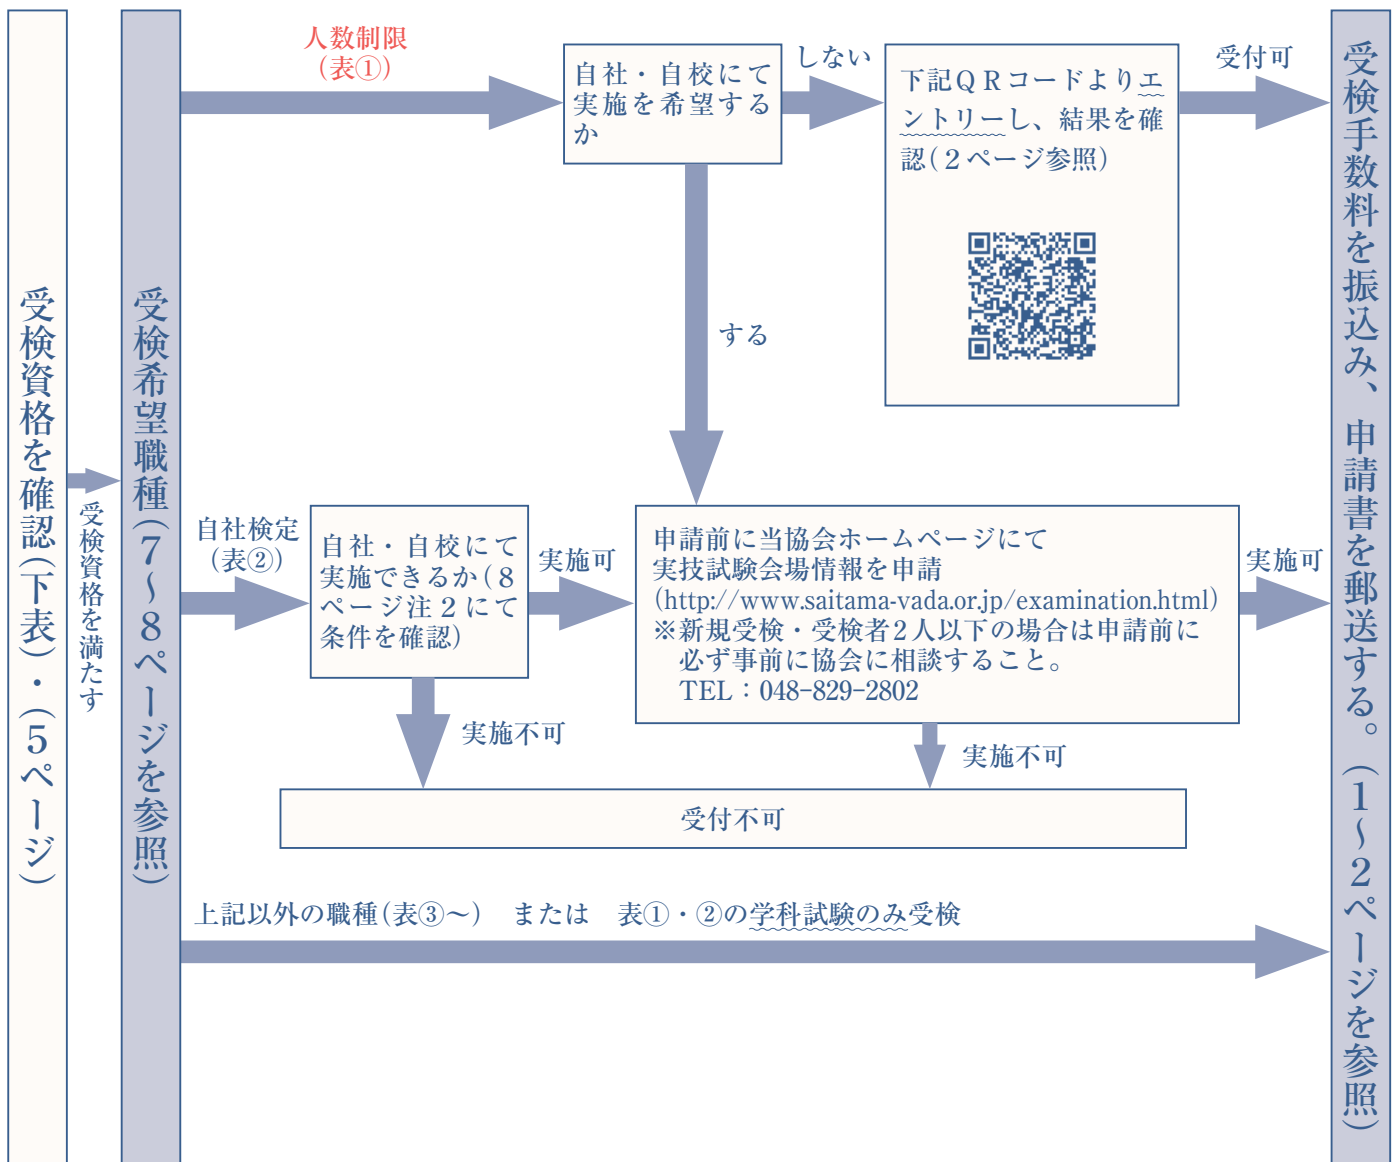 受検資格を確認(下表)・(5ページ)
受検資格を満たす
受検希望職種(7〜8ページを参照)
人数制限
(表①)
自社・自校にて
実施を希望する
か
しない
下記QRコードよりエ
ントリーし、結果を確
認(2ページ参照)
受付可
する
自社検定
(表②)
自社・自校にて
実施できるか(8
ページ注2にて
条件を確認)
実施可
申請前に当協会ホームページにて
実技試験会場情報を申請
(http://www.saitama-vada.or.jp/examination.html)
※新規受検・受検者2人以下の場合は申請前に
必ず事前に協会に相談すること。
TEL：048-829-2802
実施可
実施不可
実施不可
受付不可
上記以外の職種(表③〜) または 表①・②の学科試験のみ受検
受検手数料を振込み、申請書を郵送する。(1〜2ページを参照)